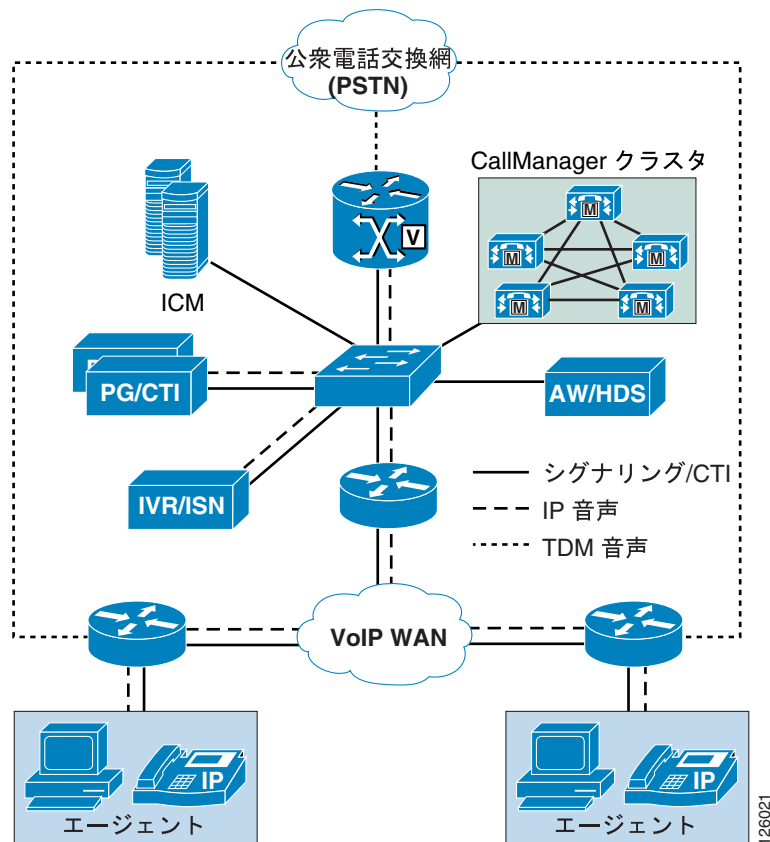 公衆電話交換網
(PSTN)
CallManager クラスタ
M
M
M
M
M
V
ICM
PG/CTI
AW/HDS
IVR/ISN
シグナリング/CTI
IP 音声
TDM 音声
VoIP WAN
IP
IP
エージェント
エージェント
126021